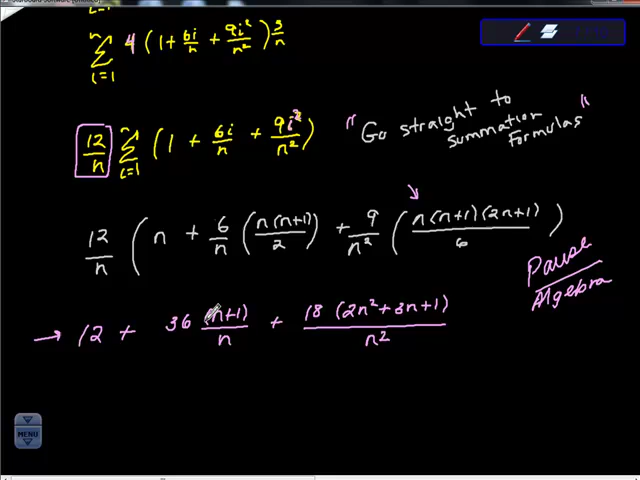 i=1
n
Σ 4 ( 1 + 6i/n + 9i²/n² ) 3/n
i=1
12/n n Σ i=1 ( 1 + 6i/n + 9i²/n² )
" Go straight to summation formulas "
12/n ( n + 6/n ( n(n+1)/2 ) + 9/n² ( n(n+1)(2n+1)/6 ) )
Pause
Algebra
→ 12 + 36 (n+1)/n + 18 (2n²+3n+1)/n²
MENU